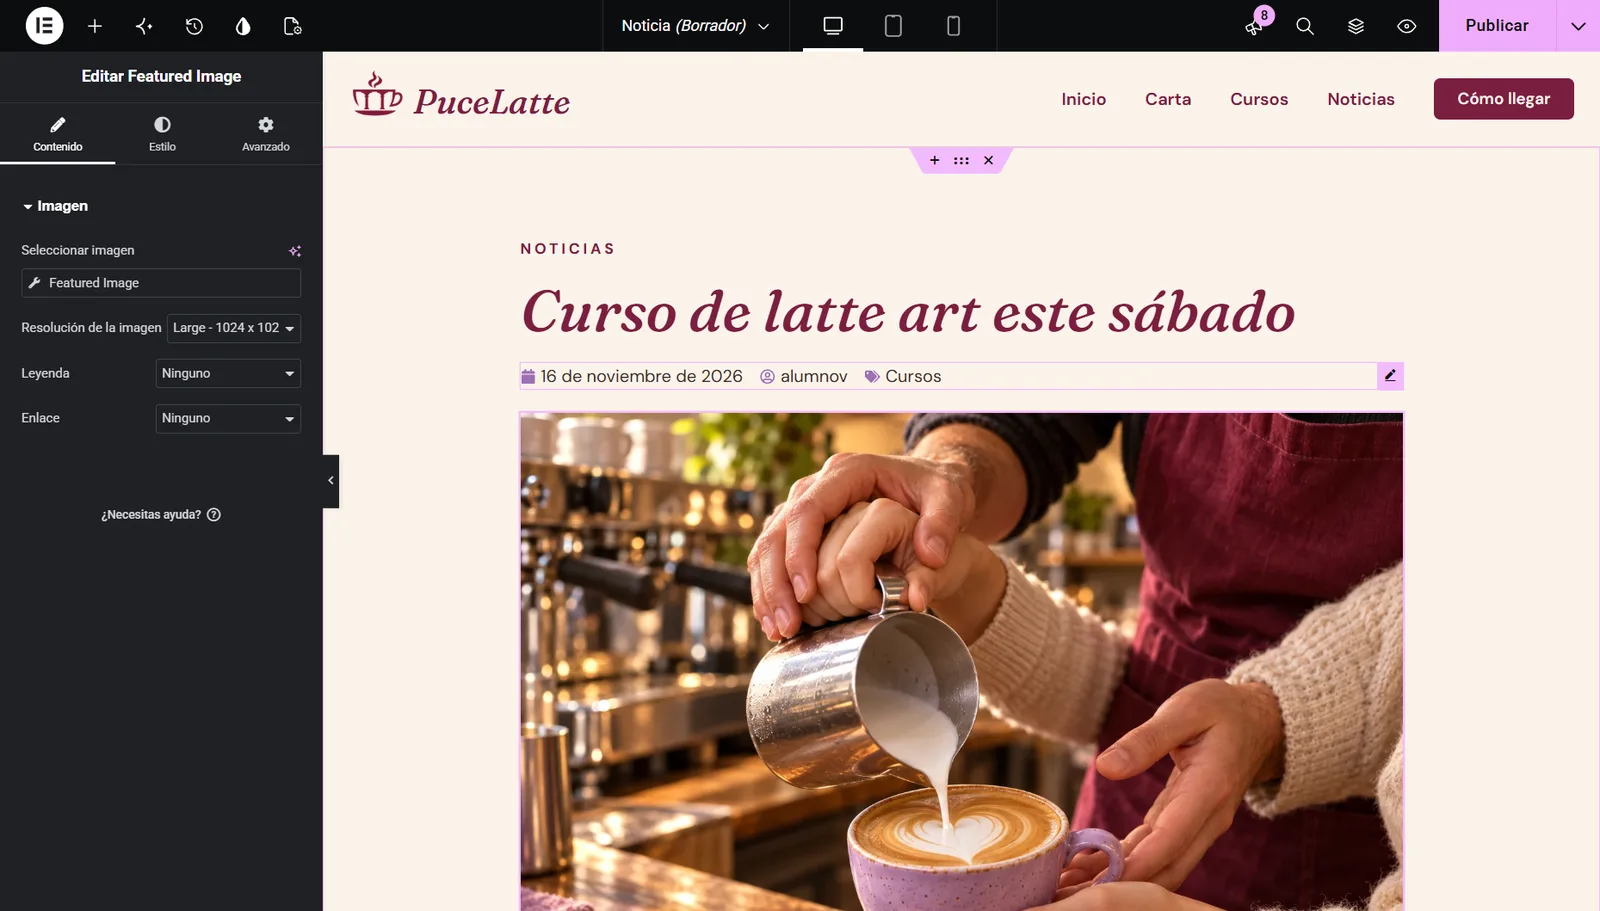 Noticia (Borrador)
8
Publicar
Editar Featured Image
Contenido
Estilo
Avanzado
Imagen
Seleccionar imagen
Featured Image
Resolución de la imagen
Large - 1024 x 102
Leyenda
Ninguno
Enlace
Ninguno
¿Necesitas ayuda?
PuceLatte
Inicio
Carta
Cursos
Noticias
Cómo llegar
NOTICIAS
Curso de latte art este sábado
16 de noviembre de 2026
alumnov
Cursos